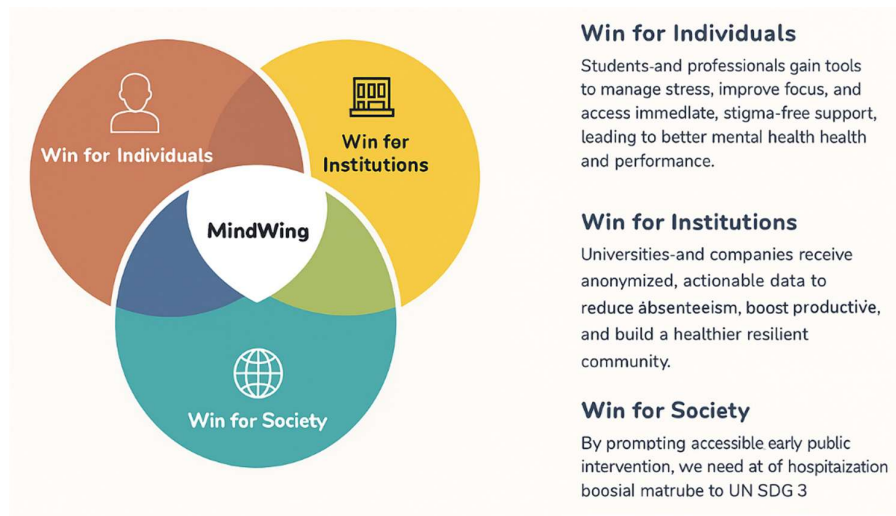 Win for Individuals
Win for
Institutions
MindWing
Win for Society
Win for Individuals
Students-and professionals gain tools
to manage stress, improve focus, and
access immedlate, stigma-free support,
leading to better mental health health
and performance.
Win for Institutions
Universities-and companies receive
anonymized, actionable data to
reduce ábsenteeism, boost productive,
and build a healthier resilient
community.
Win for Society
By prompting accessible early public
intervention, we need at of hospitaization
boosial matrube to UN SDG 3